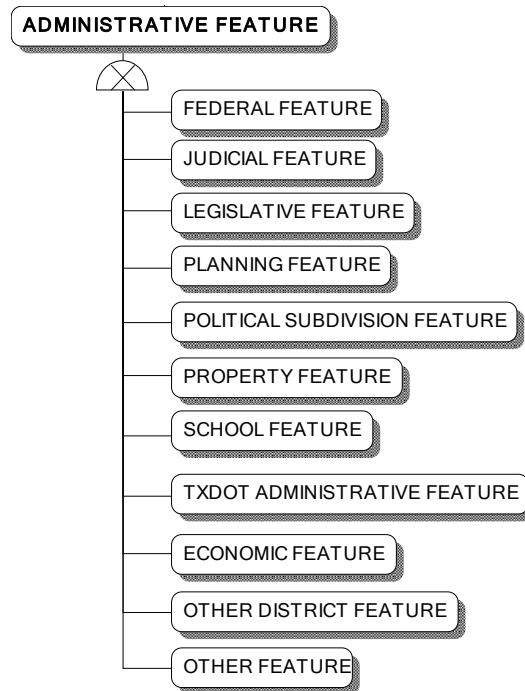 ADMINISTRATIVE FEATURE
FEDERAL FEATURE
JUDICIAL FEATURE
LEGISLATIVE FEATURE
PLANNING FEATURE
POLITICAL SUBDIVISION FEATURE
PROPERTY FEATURE
SCHOOL FEATURE
TXDOT ADMINISTRATIVE FEATURE
ECONOMIC FEATURE
OTHER DISTRICT FEATURE
OTHER FEATURE